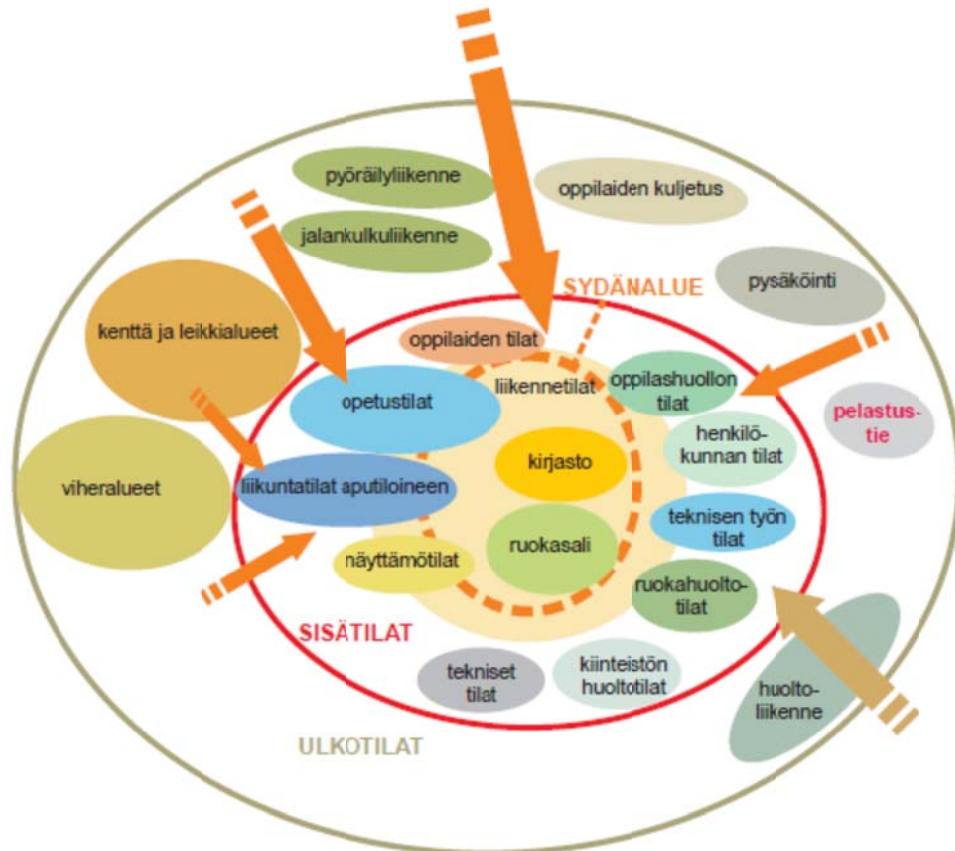 pyöräilyliikenne
oppilaiden kuljetus
jalankulkuliikenne
SYDÄNALUE
pysäköinti
kenttä ja leikkialueet
oppilaiden tilat
liikennetilat
oppilashuollon
tilat
opetustilat
pelastus-
tie
henkilö-
kunnan tilat
kirjasto
viheralueet
liikuntatilat aputiloineen
teknisen työn
tilat
ruokasali
näyttämötilat
ruokahuolto-
tilat
SISÄTILAT
tekniset
tilat
kiinteistön
huoltotilat
huolto-
liikenne
ULKOTILAT